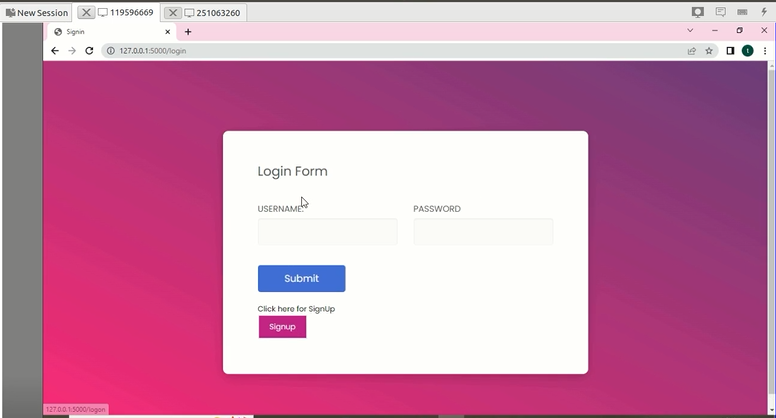 New Session
119596669
251063260
Signin
127.0.0.1:5000/login
Login Form
USERNAME:
PASSWORD
Submit
Click here for SignUp
Signup
127.0.0.1:5000/logon